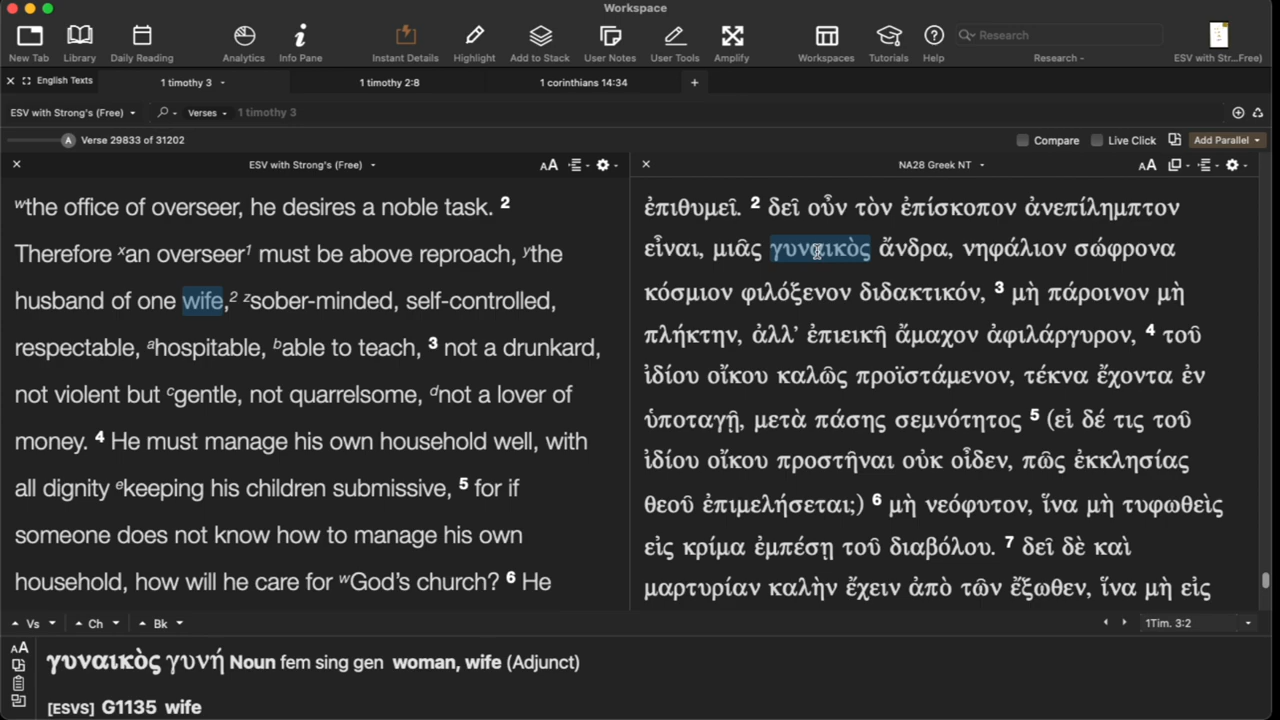 Workspace
New Tab Library Daily Reading Analytics Info Pane Instant Details Highlight Add to Stack User Notes User Tools Amplify Workspaces Tutorials Help Research Research ESV with Str...Free)
English Texts 1 timothy 3 1 timothy 2:8 1 corinthians 14:34 +
ESV with Strong's (Free) Verses 1 timothy 3
A Verse 29833 of 31202 Compare Live Click Add Parallel
ESV with Strong's (Free) AA
ʷthe office of overseer, he desires a noble task. 2
Therefore ˣan overseer¹ must be above reproach, ʸthe
husband of one wife,² ᶻsober-minded, self-controlled,
respectable, ᵃhospitable, ᵇable to teach, 3 not a drunkard,
not violent but ᶜgentle, not quarrelsome, ᵈnot a lover of
money. 4 He must manage his own household well, with
all dignity ᵉkeeping his children submissive, 5 for if
someone does not know how to manage his own
household, how will he care for ʷGod's church? 6 He
NA28 Greek NT AA
ἐπιθυμεῖ. 2 δεῖ οὖν τὸν ἐπίσκοπον ἀνεπίλημπτον
εἶναι, μιᾶς γυναικὸς ἄνδρα, νηφάλιον σώφρονα
κόσμιον φιλόξενον διδακτικόν, 3 μὴ πάροινον μὴ
πλήκτην, ἀλλ’ ἐπιεικῆ ἄμαχον ἀφιλάργυρον, 4 τοῦ
ἰδίου οἴκου καλῶς προϊστάμενον, τέκνα ἔχοντα ἐν
ὑποταγῇ, μετὰ πάσης σεμνότητος 5 (εἰ δέ τις τοῦ
ἰδίου οἴκου προστῆναι οὐκ οἶδεν, πῶς ἐκκλησίας
θεοῦ ἐπιμελήσεται;) 6 μὴ νεόφυτον, ἵνα μὴ τυφωθεὶς
εἰς κρίμα ἐμπέσῃ τοῦ διαβόλου. 7 δεῖ δὲ καὶ
μαρτυρίαν καλὴν ἔχειν ἀπὸ τῶν ἔξωθεν, ἵνα μὴ εἰς
Vs Ch Bk 1Tim. 3:2
AA
γυναικὸς γυνή Noun fem sing gen woman, wife (Adjunct)
[ESVS] G1135 wife